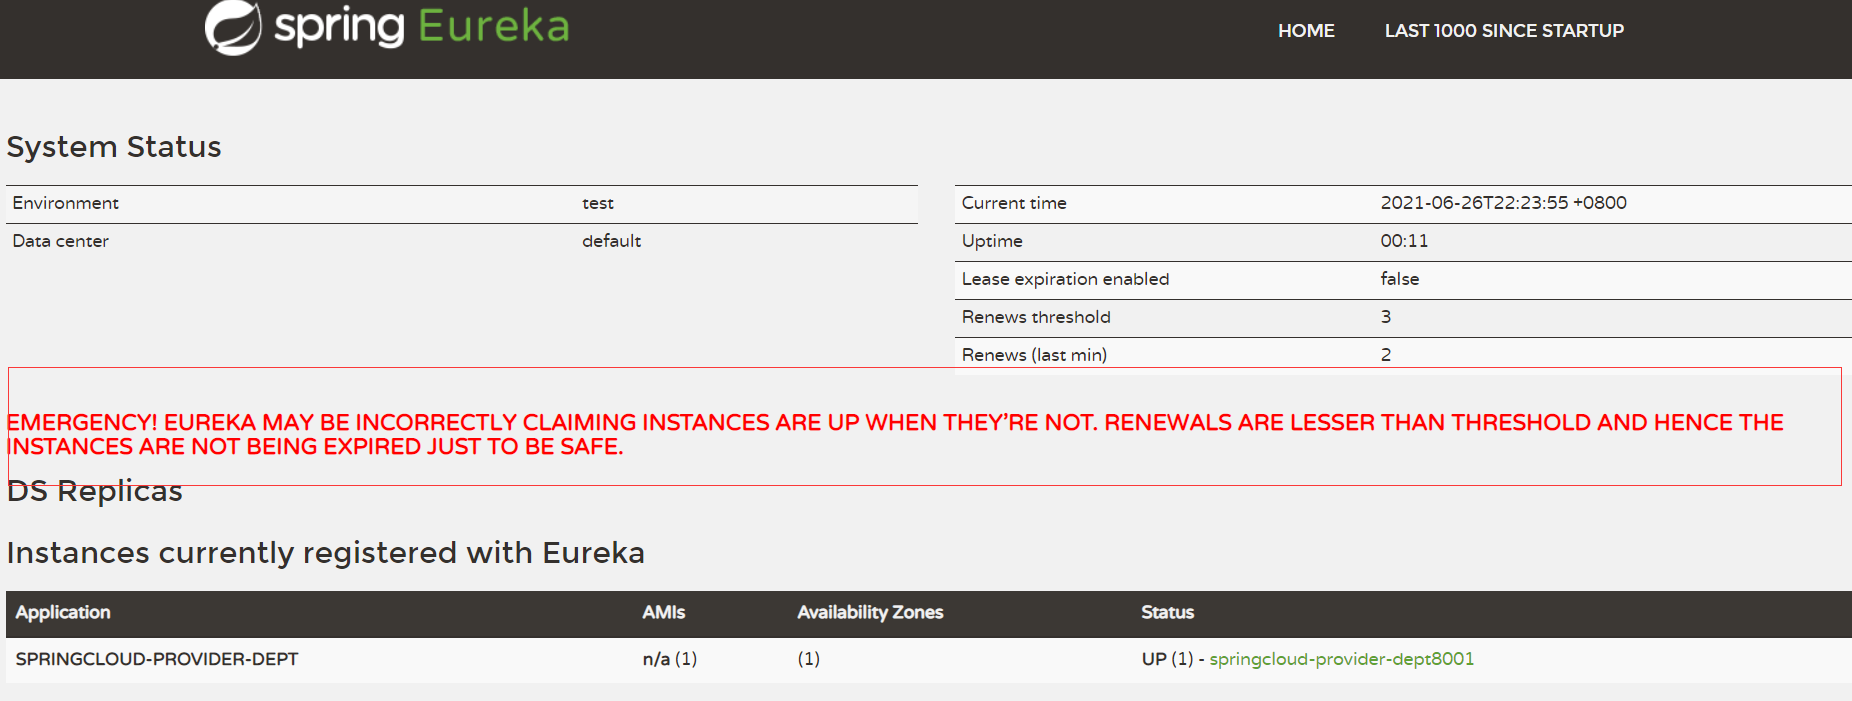 spring Eureka
HOME LAST 1000 SINCE STARTUP
System Status
Environment test
Data center default
Current time 2021-06-26T22:23:55 +0800
Uptime 00:11
Lease expiration enabled false
Renews threshold 3
Renews (last min) 2
EMERGENCY! EUREKA MAY BE INCORRECTLY CLAIMING INSTANCES ARE UP WHEN THEY'RE NOT. RENEWALS ARE LESSER THAN THRESHOLD AND HENCE THE
INSTANCES ARE NOT BEING EXPIRED JUST TO BE SAFE.
DS Replicas
Instances currently registered with Eureka
Application AMIs Availability Zones Status
SPRINGCLOUD-PROVIDER-DEPT n/a (1) (1) UP (1) - springcloud-provider-dept8001